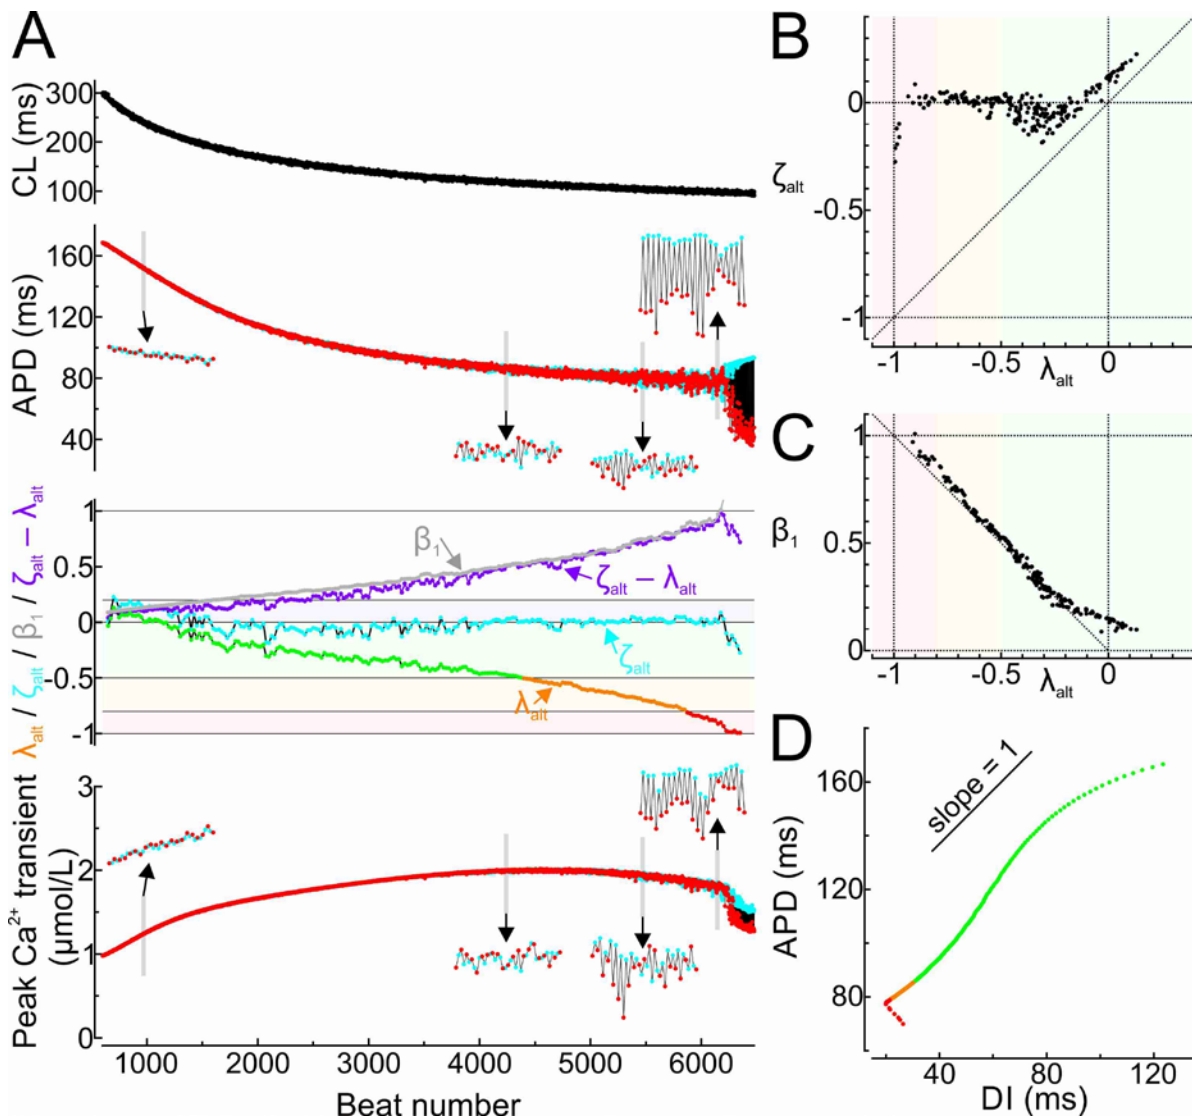 A
300
200
100
CL (ms)
160
120
80
40
APD (ms)
1
0.5
0
-0.5
-1
λalt / ζalt / β1 / ζalt – λalt
β1
ζalt – λalt
ζalt
λalt
3
2
1
0
Peak Ca2+ transient
(µmol/L)
1000 2000 3000 4000 5000 6000
Beat number
B
0
-0.5
-1
ζalt
-1 -0.5 0
λalt
C
1
0.5
0
β1
-1 -0.5 0
λalt
D
slope = 1
160
120
80
APD (ms)
40 80 120
DI (ms)